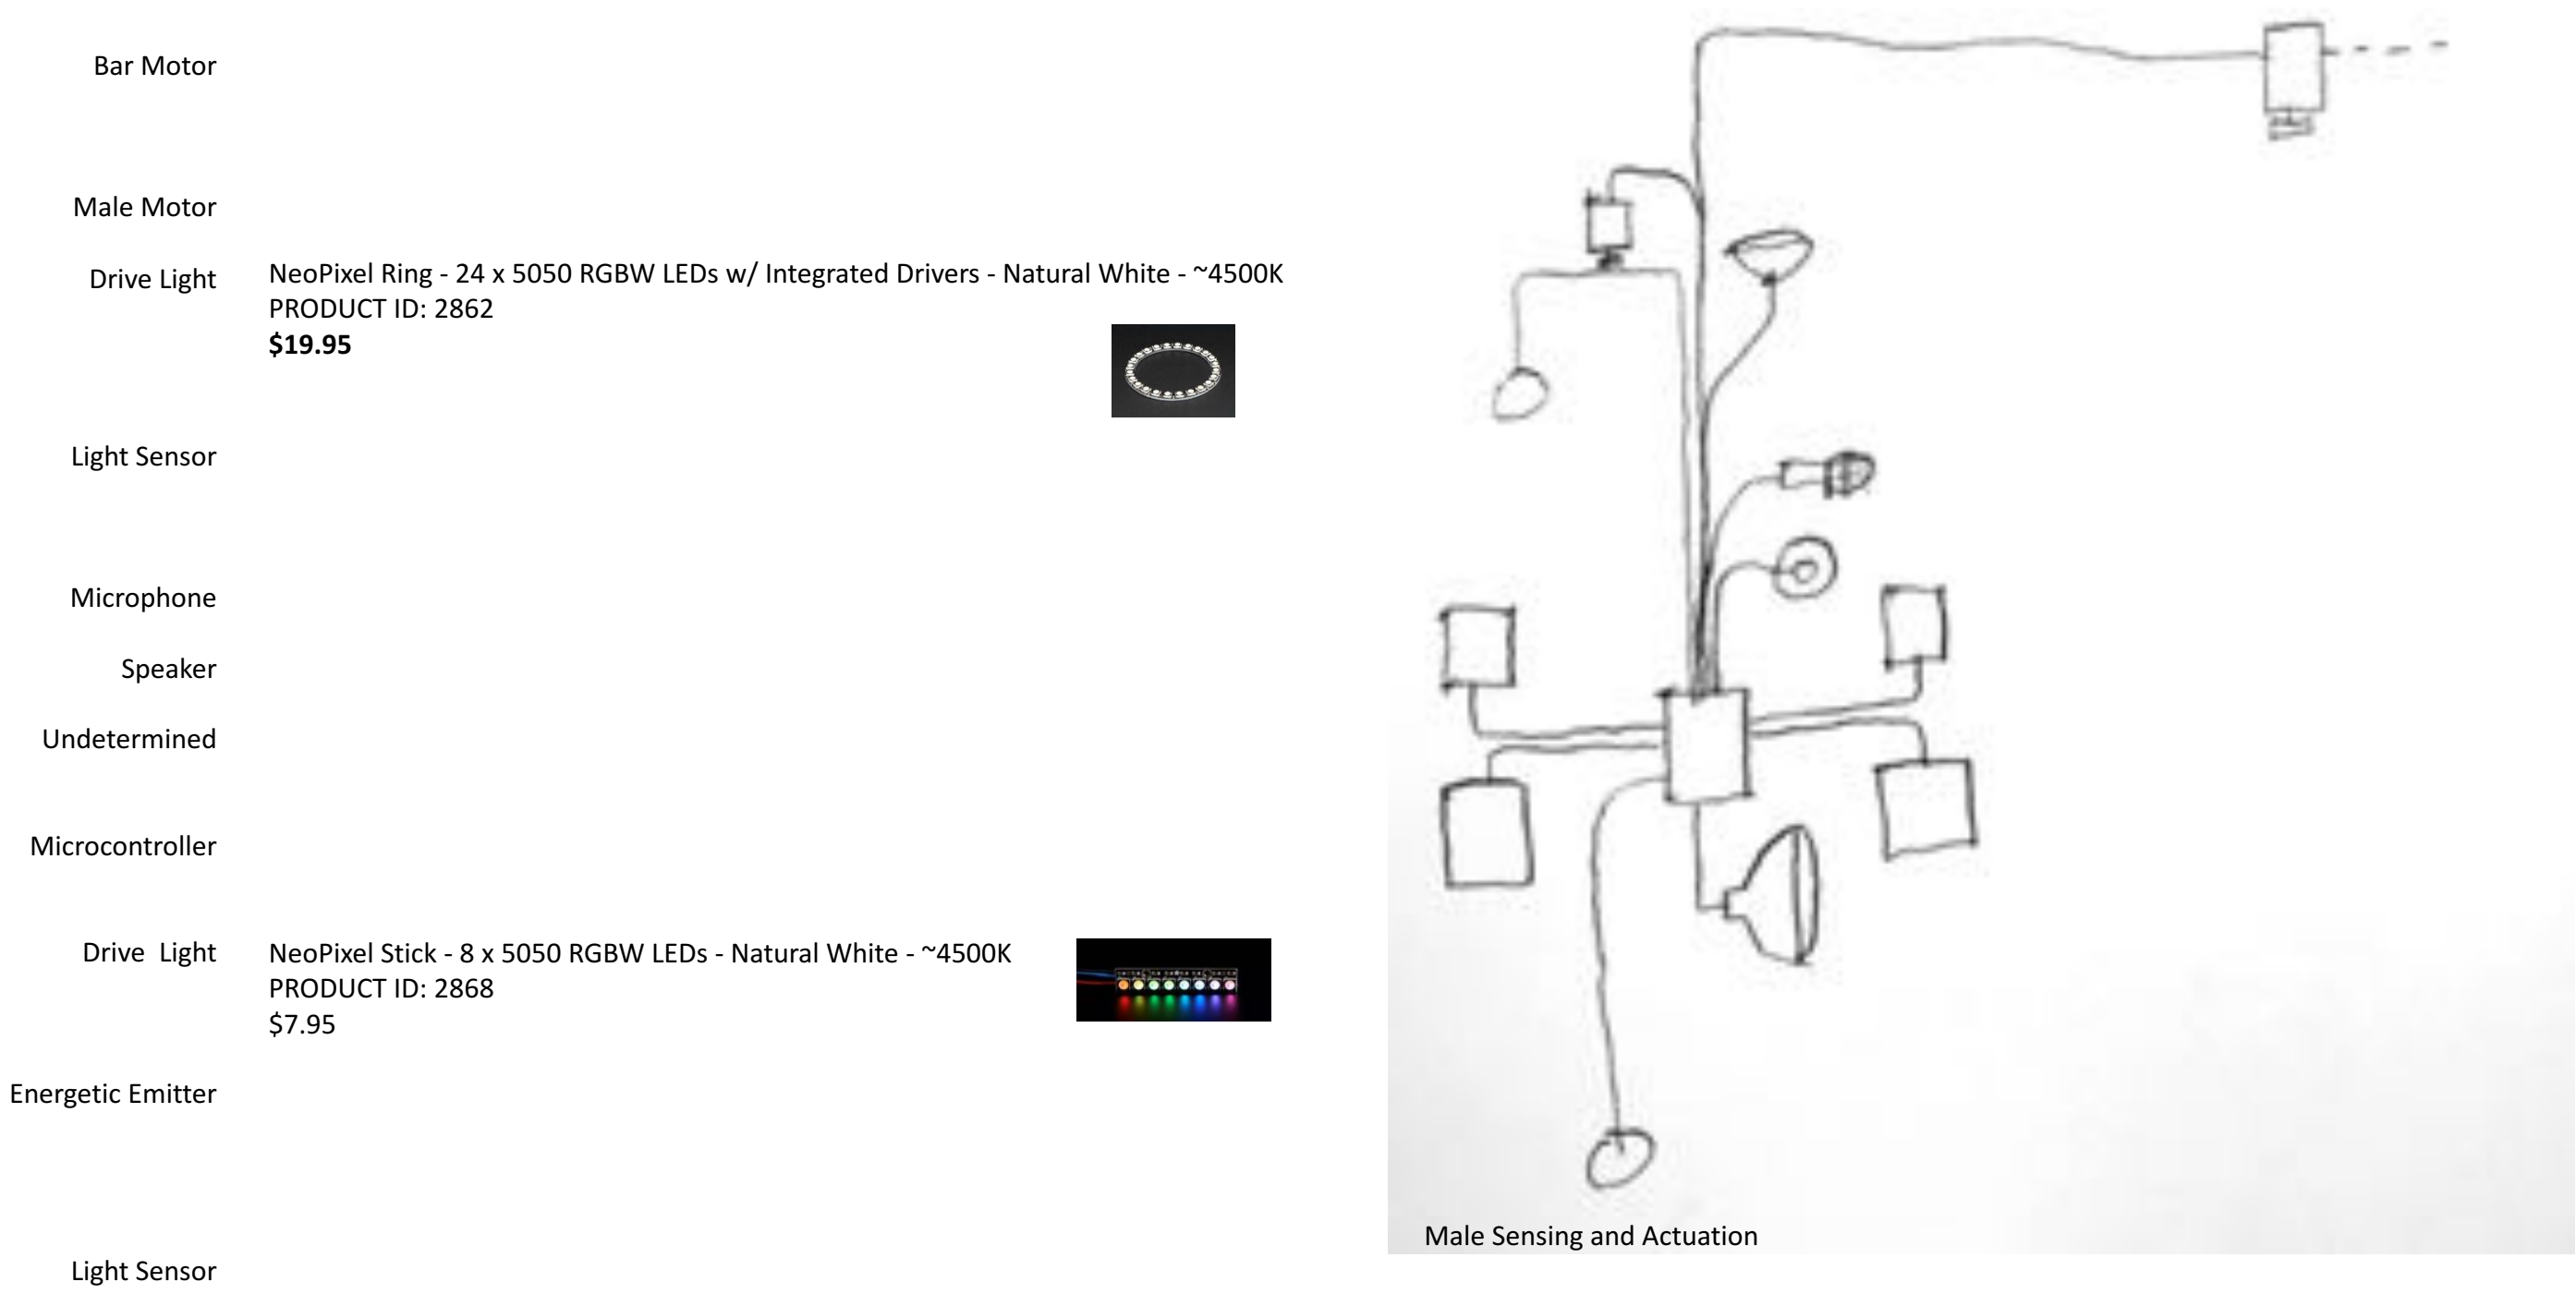 Bar Motor
Male Motor
Drive Light
NeoPixel Ring - 24 x 5050 RGBW LEDs w/ Integrated Drivers - Natural White - ~4500K
PRODUCT ID: 2862
$19.95
Light Sensor
Microphone
Speaker
Undetermined
Microcontroller
Drive  Light
NeoPixel Stick - 8 x 5050 RGBW LEDs - Natural White - ~4500K
PRODUCT ID: 2868
$7.95
Energetic Emitter
Light Sensor
Male Sensing and Actuation